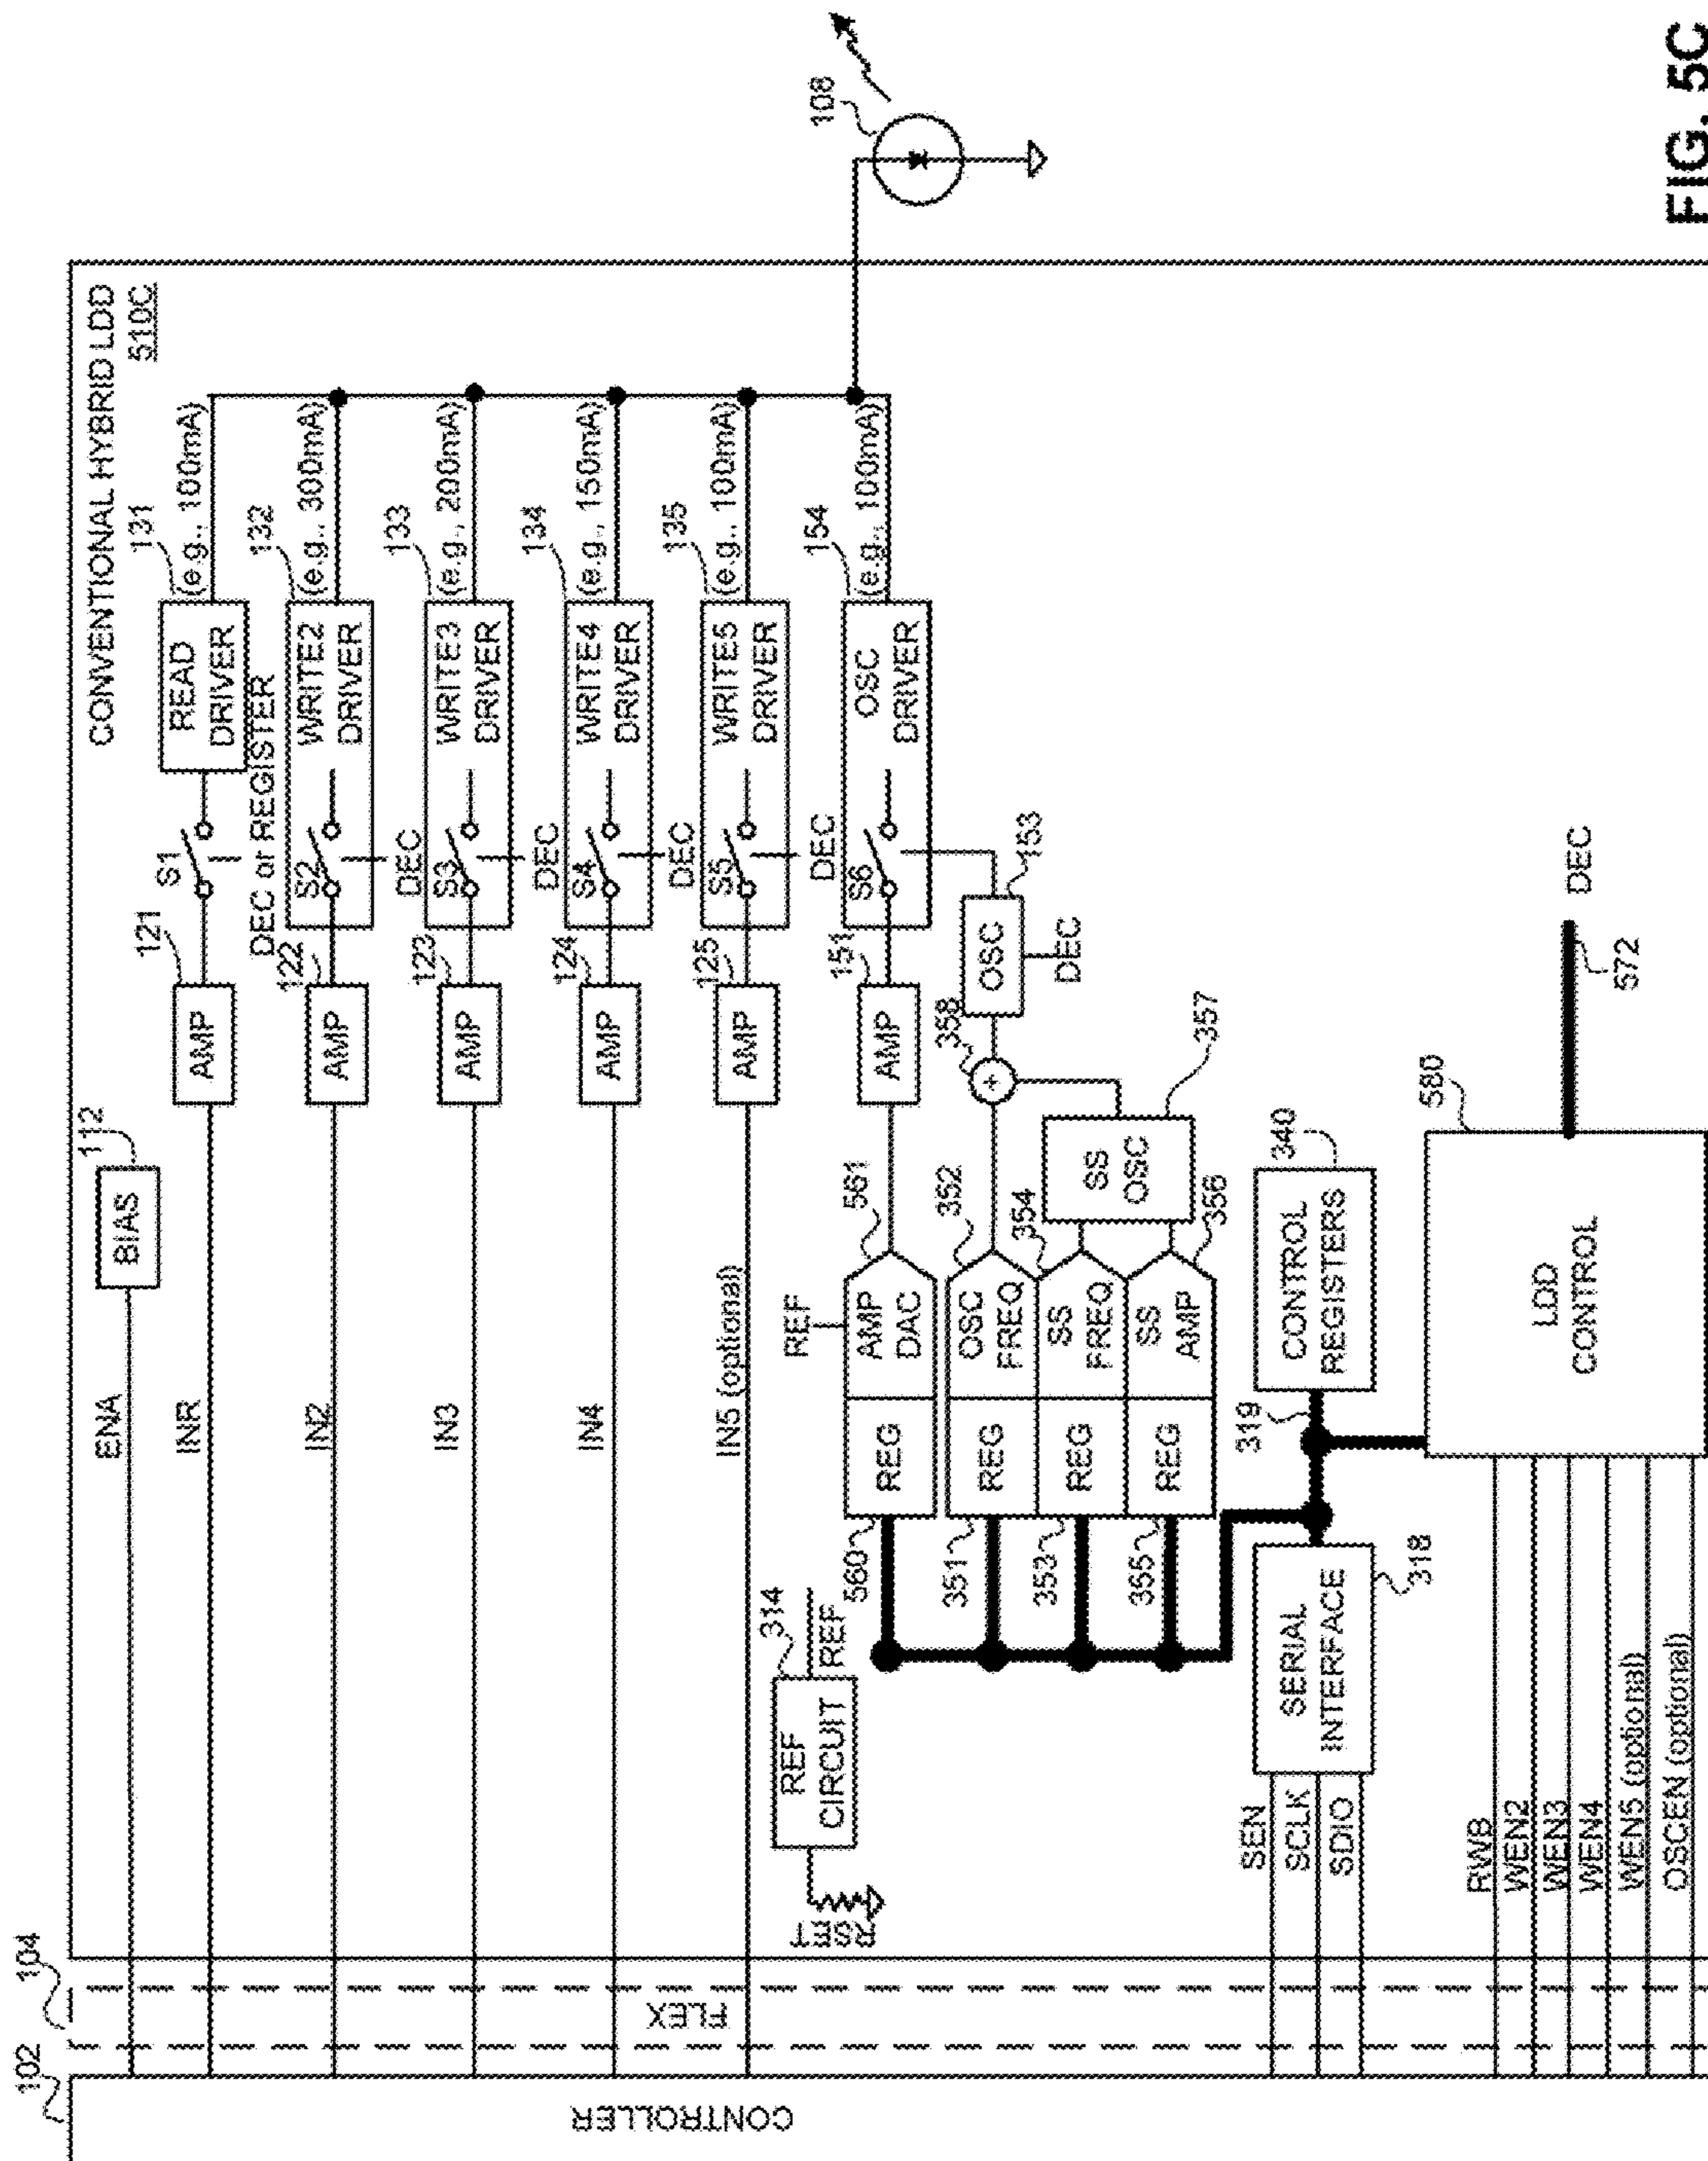 FIG. 5C
CONVENTIONAL HYBRID LDD
510C
102
104
CONTROLLER
FLEX
ENA
BIAS
112
INR
AMP
121
S1
DEC or REGISTER
READ
DRIVER
131
(e.g., 100mA)
IN2
AMP
122
S2
DEC
WRITE2
DRIVER
132
(e.g., 300mA)
IN3
AMP
123
S3
DEC
WRITE3
DRIVER
133
(e.g., 200mA)
IN4
AMP
124
S4
DEC
WRITE4
DRIVER
134
(e.g., 150mA)
IN5 (optional)
AMP
125
S5
DEC
WRITE5
DRIVER
135
(e.g., 100mA)
108
RSET
REF
CIRCUIT
314
REF
REF
560
REG
AMP
DAC
561
AMP
151
S6
OSC
DRIVER
154
(e.g., 100mA)
351
REG
OSC
FREQ
352
358
+
OSC
153
DEC
353
REG
SS
FREQ
354
355
REG
SS
AMP
356
SS
OSC
357
SEN
SCLK
SDIO
SERIAL
INTERFACE
318
319
CONTROL
REGISTERS
340
RWB
WEN2
WEN3
WEN4
WEN5 (optional)
OSCEN (optional)
LDD
CONTROL
580
DEC
572